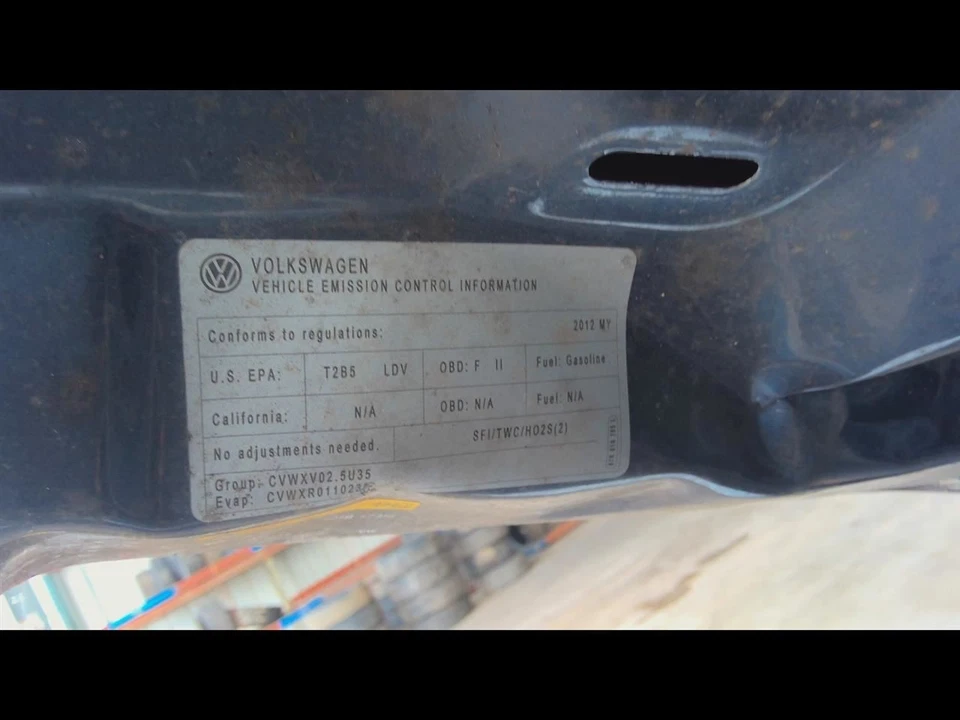 VOLKSWAGEN
VEHICLE EMISSION CONTROL INFORMATION
Conforms to regulations: 2012 MY
U.S. EPA: T2B5 LDV OBD: F II Fuel: Gasoline
California: N/A OBD: N/A Fuel: N/A
No adjustments needed. SFI/TWC/HO2S(2)
Group: CVWXV02.5U35
Evap: